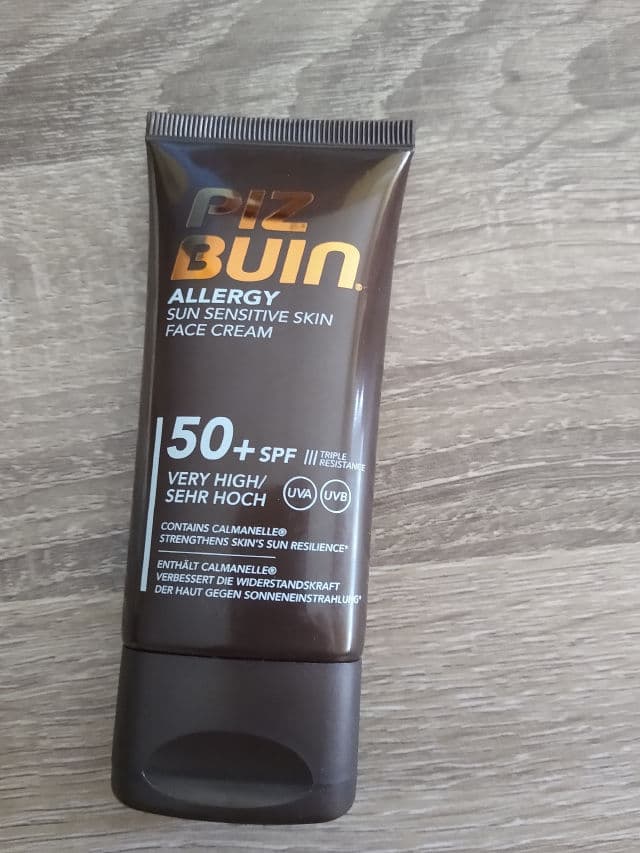 PIZ
BUIN®
ALLERGY
SUN SENSITIVE SKIN
FACE CREAM
50+ SPF
TRIPLE
RESISTANCE
VERY HIGH/
SEHR HOCH
UVA UVB
CONTAINS CALMANELLE®
STRENGTHENS SKIN'S SUN RESILIENCE*
ENTHÄLT CALMANELLE®
VERBESSERT DIE WIDERSTANDSKRAFT
DER HAUT GEGEN SONNENEINSTRAHLUNG*